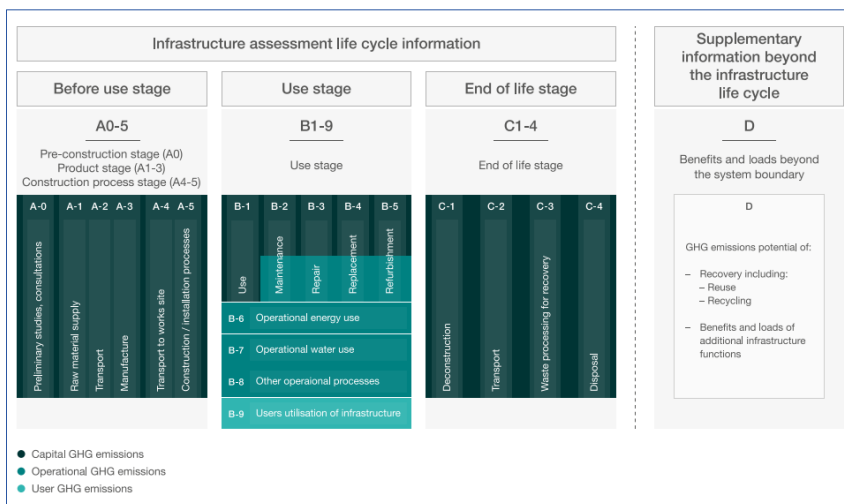 Infrastructure assessment life cycle information
Supplementary
information beyond
the infrastructure
life cycle
Before use stage
Use stage
End of life stage
A0-5
Pre-construction stage (A0)
Product stage (A1-3)
Construction process stage (A4-5)
B1-9
Use stage
C1-4
End of life stage
D
Benefits and loads beyond
the system boundary
A-0
A-1
A-2
A-3
A-4
A-5
Preliminary studies, consultations
Raw material supply
Transport
Manufacture
Transport to works site
Construction / installation processes
B-1
B-2
B-3
B-4
B-5
Use
Maintenance
Repair
Replacement
Refurbishment
B-6 Operational energy use
B-7 Operational water use
B-8 Other operaional processes
B-9 Users utilisation of infrastructure
C-1
C-2
C-3
C-4
Deconstruction
Transport
Waste processing for recovery
Disposal
D
GHG emissions potential of:
– Recovery including:
– Reuse
– Recycling
– Benefits and loads of
additional infrastructure
functions
Capital GHG emissions
Operational GHG emissions
User GHG emissions